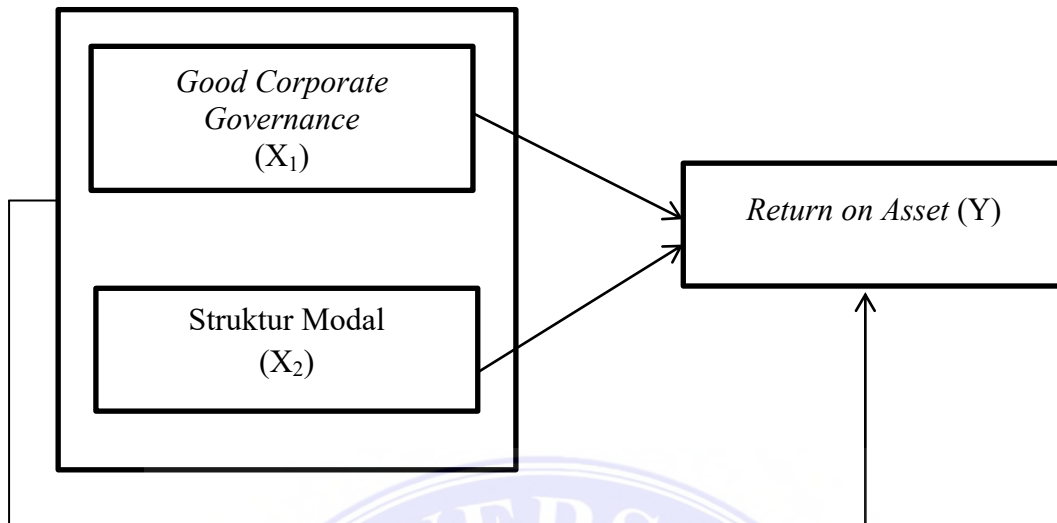 Good Corporate
Governance
(X₁)
Return on Asset (Y)
Struktur Modal
(X₂)